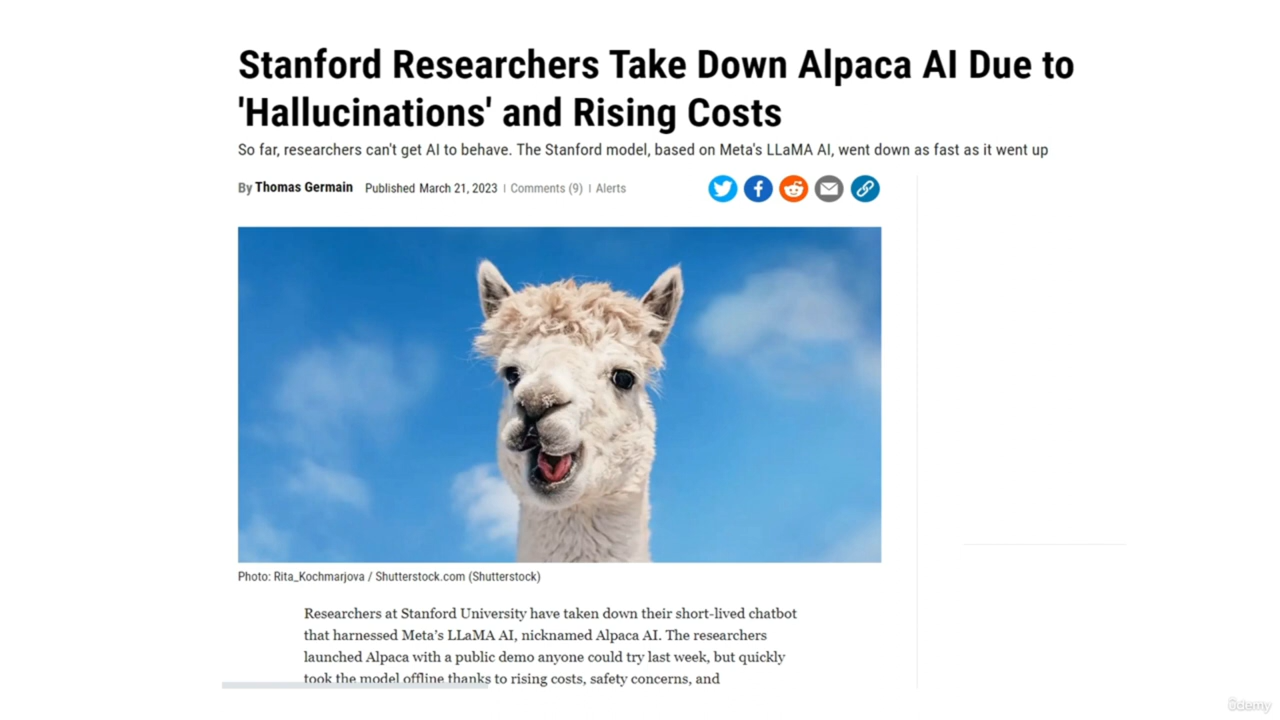 Stanford Researchers Take Down Alpaca AI Due to
'Hallucinations' and Rising Costs
So far, researchers can't get AI to behave. The Stanford model, based on Meta's LLaMA AI, went down as fast as it went up
By Thomas Germain Published March 21, 2023 | Comments (9) | Alerts
Photo: Rita_Kochmarjova / Shutterstock.com (Shutterstock)
Researchers at Stanford University have taken down their short-lived chatbot
that harnessed Meta’s LLaMA AI, nicknamed Alpaca AI. The researchers
launched Alpaca with a public demo anyone could try last week, but quickly
took the model offline thanks to rising costs, safety concerns, and
ûdemy